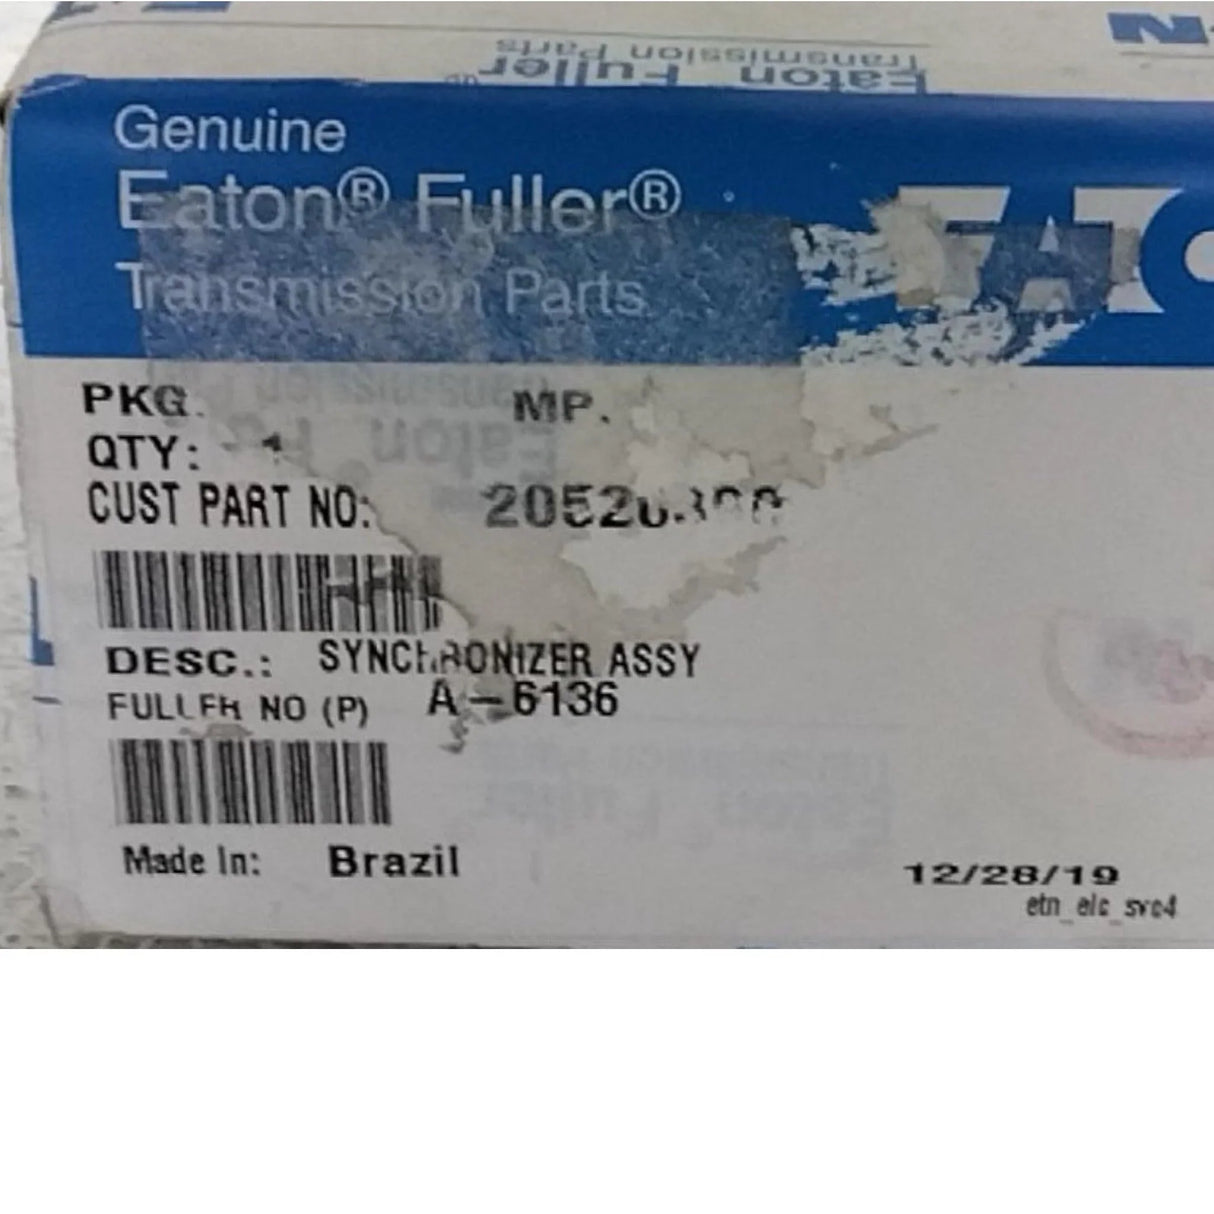 Genuine
Eaton® Fuller®
Transmission Parts
PKG. MP.
QTY: 1
CUST PART NO:
DESC.: SYNCHRONIZER ASSY
FULLER NO (P) A-6136
Made In: Brazil
12/28/19
etn_elc_svc4
Eaton Fuller
Transmission Parts